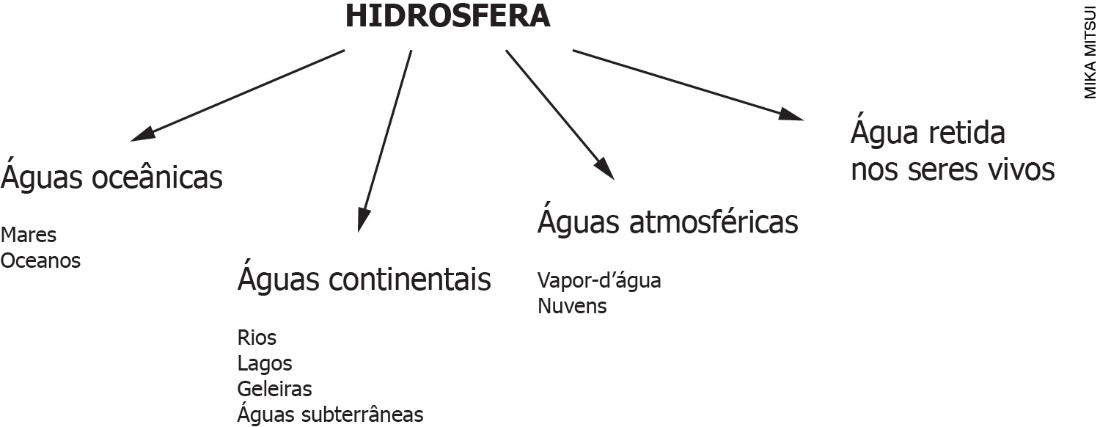 HIDROSFERA
MIKA MITSUI
Águas oceânicas
Mares
Oceanos
Águas continentais
Rios
Lagos
Geleiras
Águas subterrâneas
Águas atmosféricas
Vapor-d’água
Nuvens
Água retida
nos seres vivos